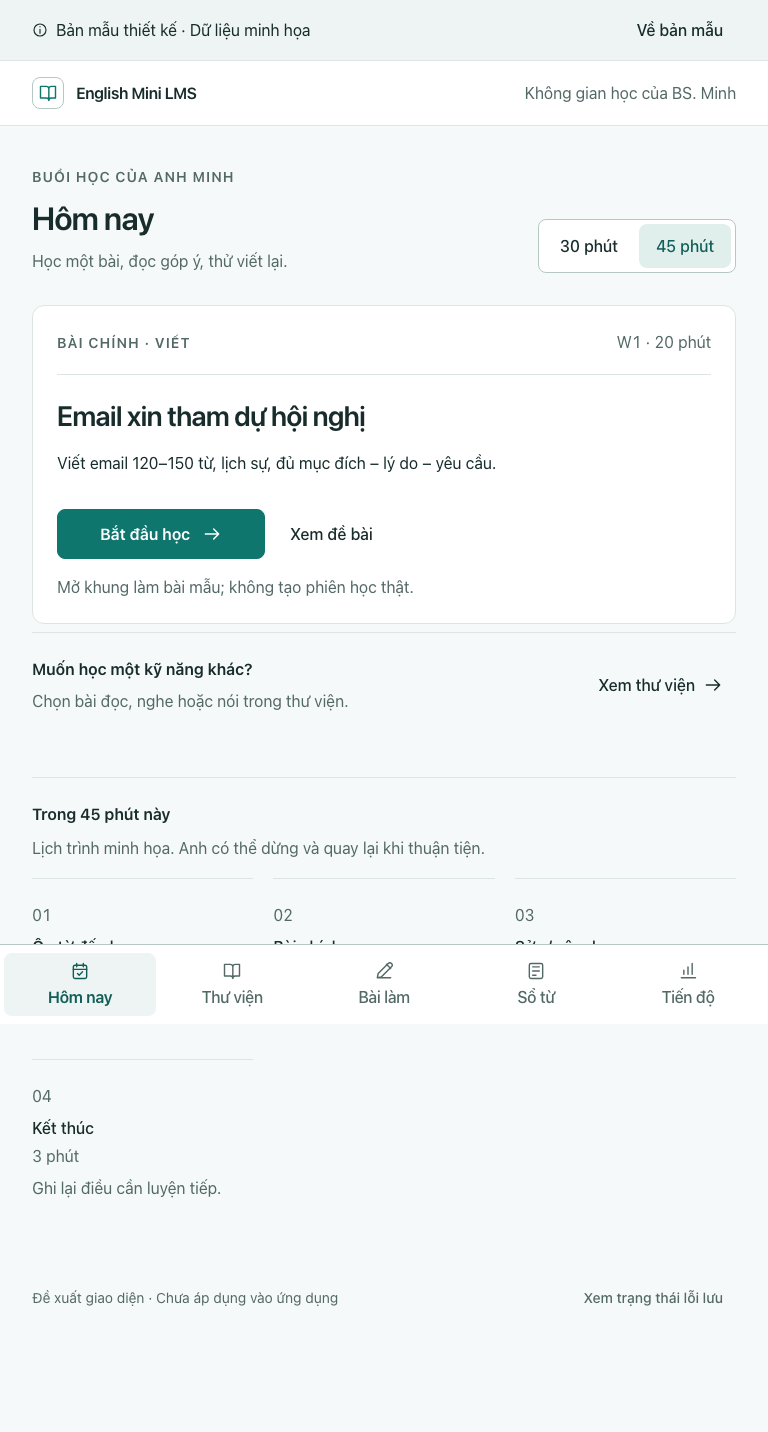 Bản mẫu thiết kế · Dữ liệu minh họa
Về bản mẫu
English Mini LMS
Không gian học của BS. Minh
BUỔI HỌC CỦA ANH MINH
Hôm nay
Học một bài, đọc góp ý, thử viết lại.
30 phút
45 phút
BÀI CHÍNH · VIẾT
W1 · 20 phút
Email xin tham dự hội nghị
Viết email 120–150 từ, lịch sự, đủ mục đích – lý do – yêu cầu.
Bắt đầu học
Xem đề bài
Mở khung làm bài mẫu; không tạo phiên học thật.
Muốn học một kỹ năng khác?
Chọn bài đọc, nghe hoặc nói trong thư viện.
Xem thư viện
Trong 45 phút này
Lịch trình minh họa. Anh có thể dừng và quay lại khi thuận tiện.
01
02
03
Hôm nay
Thư viện
Bài làm
Sổ từ
Tiến độ
04
Kết thúc
3 phút
Ghi lại điều cần luyện tiếp.
Đề xuất giao diện · Chưa áp dụng vào ứng dụng
Xem trạng thái lỗi lưu